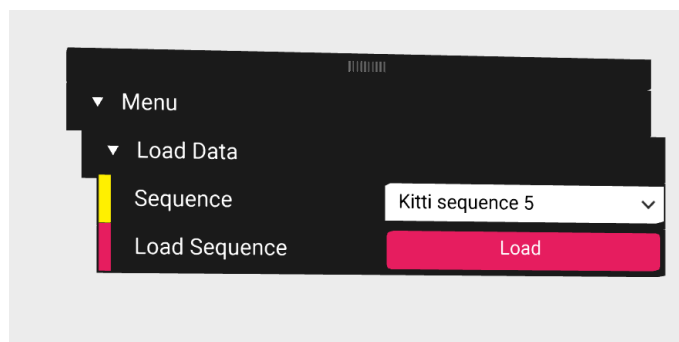 Menu
Load Data
Sequence Kitti sequence 5
Load Sequence Load